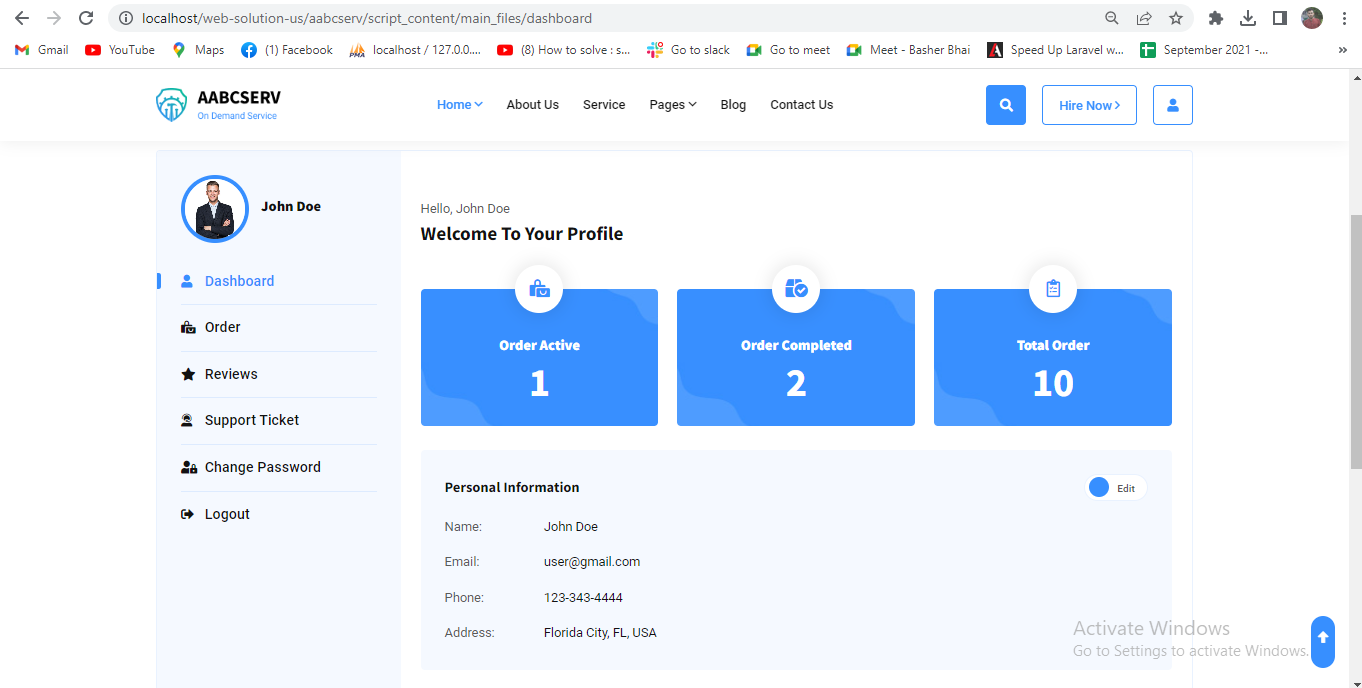 localhost/web-solution-us/aabcserv/script_content/main_files/dashboard
Gmail YouTube Maps (1) Facebook localhost / 127.0.0.... (8) How to solve : s... Go to slack Go to meet Meet - Basher Bhai Speed Up Laravel w... September 2021 -... »
PMA
AABCSERV
On Demand Service
Home About Us Service Pages Blog Contact Us Hire Now
John Doe
Dashboard
Order
Reviews
Support Ticket
Change Password
Logout
Hello, John Doe
Welcome To Your Profile
Order Active
1
Order Completed
2
Total Order
10
Personal Information
Edit
Name: John Doe
Email: user@gmail.com
Phone: 123-343-4444
Address: Florida City, FL, USA
Activate Windows
Go to Settings to activate Windows.